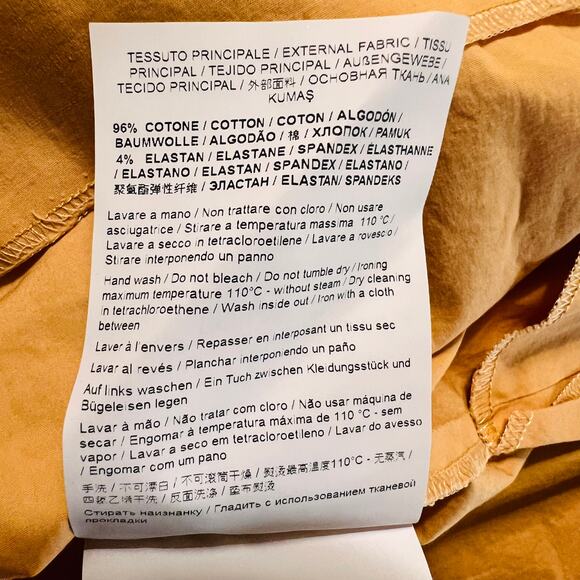 TESSUTO PRINCIPALE / EXTERNAL FABRIC / TISSU
PRINCIPAL / TEJIDO PRINCIPAL / AUßENGEWEBE /
TECIDO PRINCIPAL / 外部面料 / ОСНОВНАЯ ТКАНЬ / ANA
KUMAŞ
96% COTONE / COTTON / COTON / ALGODÓN /
BAUMWOLLE / ALGODÃO / 棉 / ХЛОПОК / PAMUK
4% ELASTAN / ELASTANE / SPANDEX / ÉLASTHANNE
/ ELASTANO / ELASTAN / SPANDEX / ELASTANO /
聚氨酯弹性纤维 / ЭЛАСТАН / ELASTAN/ SPANDEKS
Lavare a mano / Non trattare con cloro / Non usare
asciugatrice / Stirare a temperatura massima 110°C /
Lavare a secco in tetracloroetilene / Lavare a rovescio /
Stirare interponendo un panno
Hand wash / Do not bleach / Do not tumble dry / Ironing
maximum temperature 110°C - without steam / Dry cleaning
in tetrachloroethene / Wash inside out / Iron with a cloth
between
Laver à l'envers / Repasser en interposant un tissu sec
Lavar al revés / Planchar interponiendo un paño
Auf links waschen / Ein Tuch zwischen Kleidungsstück und
Bügeleisen legen
Lavar à mão / Não tratar com cloro / Não usar máquina de
secar / Engomar à temperatura máxima de 110 °C - sem
vapor / Lavar a seco em tetracloroetileno / Lavar do avesso
/ Engomar com um pano
手洗 / 不可漂白 / 不可滚筒干燥 / 熨烫最高温度110°C - 无蒸汽 /
四氯乙烯干洗 / 反面洗涤 / 垫布熨烫
Стирать наизнанку / Гладить с использованием тканевой
прокладки